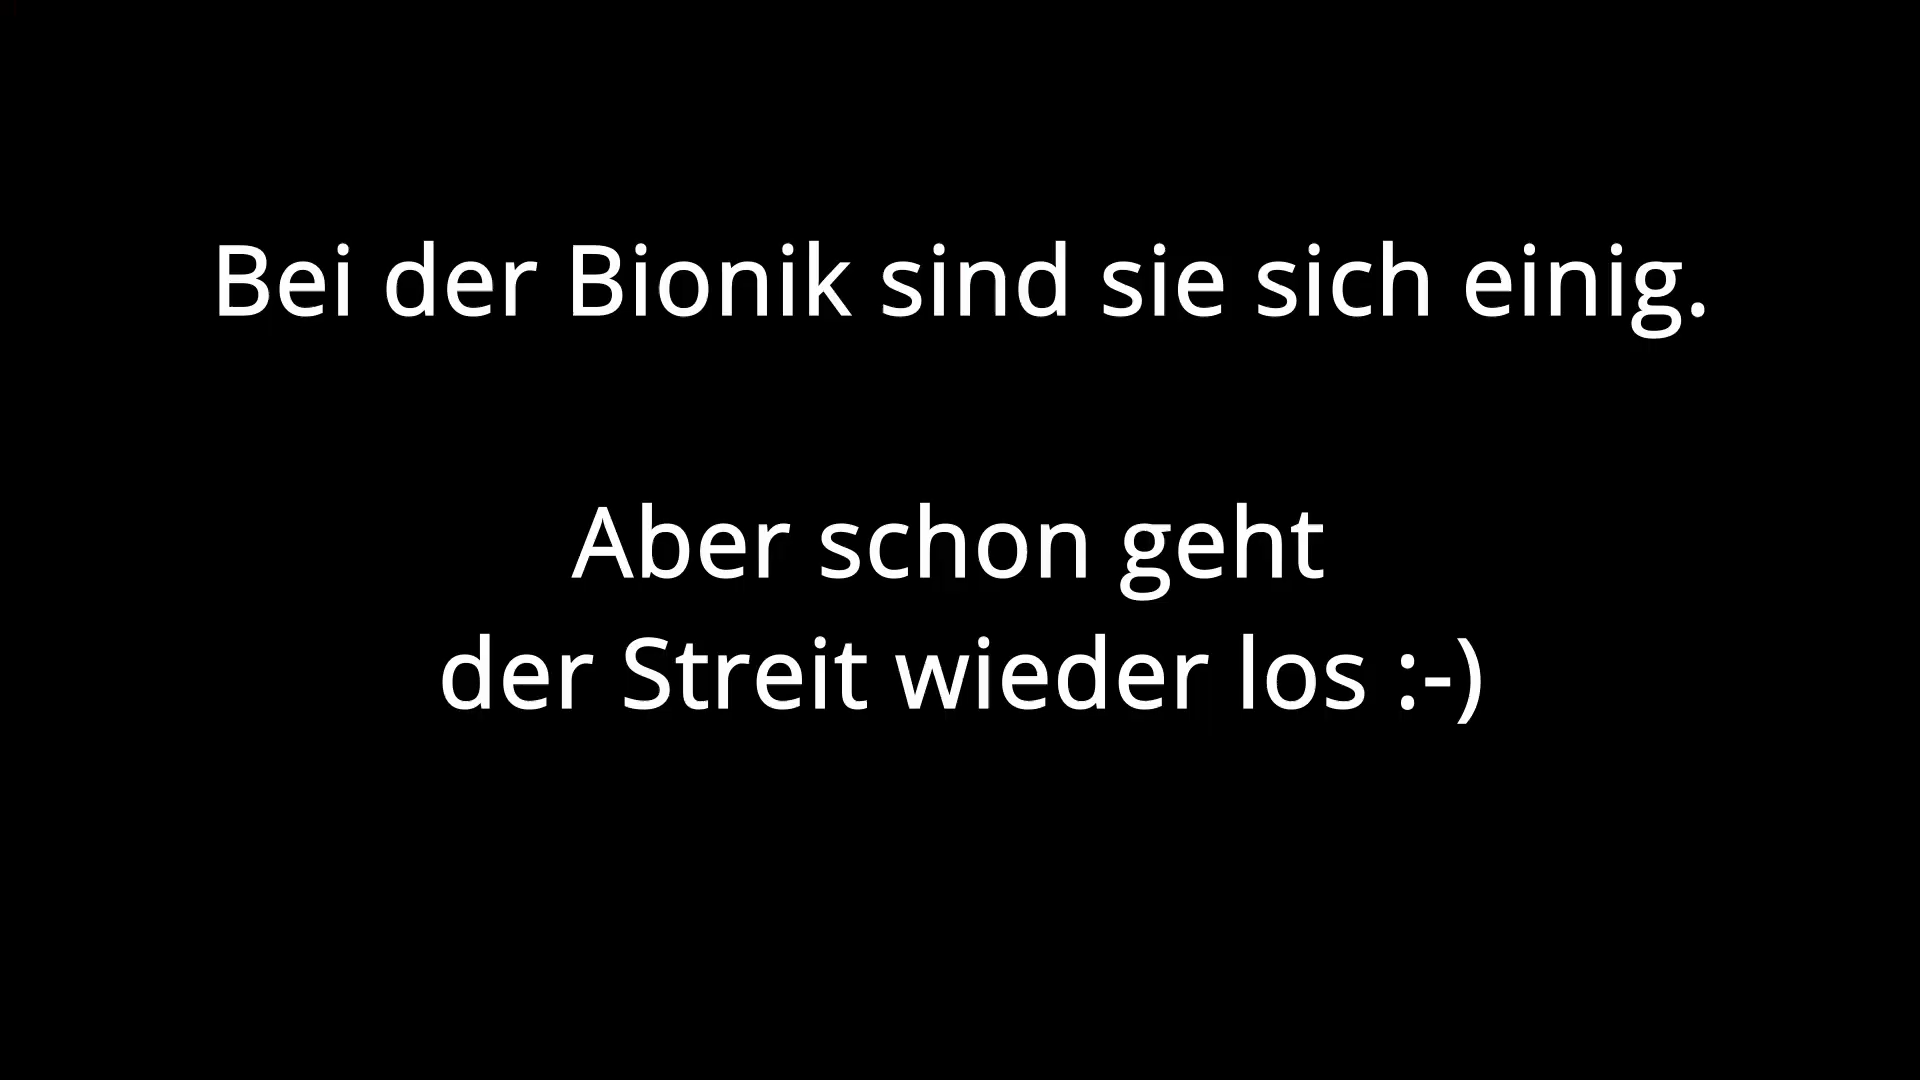 Bei der Bionik sind sie sich einig.
Aber schon geht
der Streit wieder los :-)